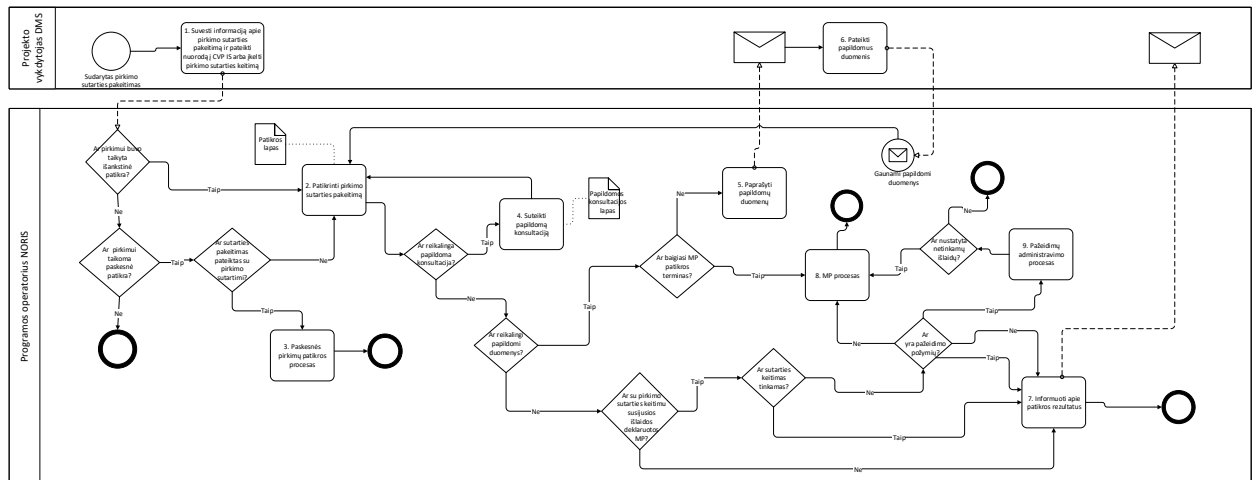 Projekto
vykdytojas DMS
Sudarytas pirkimo
sutarties pakeitimas
1. Suvesti informaciją apie
pirkimo sutarties
pakeitimą ir pateikti
nuorodą į CVP IS arba įkelti
pirkimo sutarties keitimą
6. Pateikti
papildomus
duomenis
Programos operatorius NORIS
Ar pirkimui buvo
taikyta
išankstinė
patikra?
Taip
Ne
Patikros
lapas
2. Patikrinti pirkimo
sutarties pakeitimą
Gaunami papildomi
duomenys
Ar pirkimui
taikoma
paskesnė
patikra?
Taip
Ne
Ar sutarties
pakeitimas
pateiktas su
pirkimo
sutartimi?
Ne
Taip
3. Paskesnės
pirkimų patikros
procesas
Ar reikalinga
papildoma
konsultacija?
Taip
Ne
4. Suteikti
papildomą
konsultaciją
Papildomos
konsultacijos
lapas
Ar reikalingi
papildomi
duomenys?
Taip
Ne
Ar baigiasi MP
patikros
terminas?
Ne
Taip
5. Paprašyti
papildomų
duomenų
8. MP procesas
Ar nustatyta
netinkamų
išlaidų?
Ne
Taip
9. Pažeidimų
administravimo
procesas
Ar
yra pažeidimo
požymių?
Taip
Ne
Ne
Taip
Ar su pirkimo
sutarties keitimu
susijusios
išlaidos
deklaruotos
MP?
Taip
Ne
Ar sutarties
keitimas
tinkamas?
Ne
Taip
7. Informuoti apie
patikros rezultatus